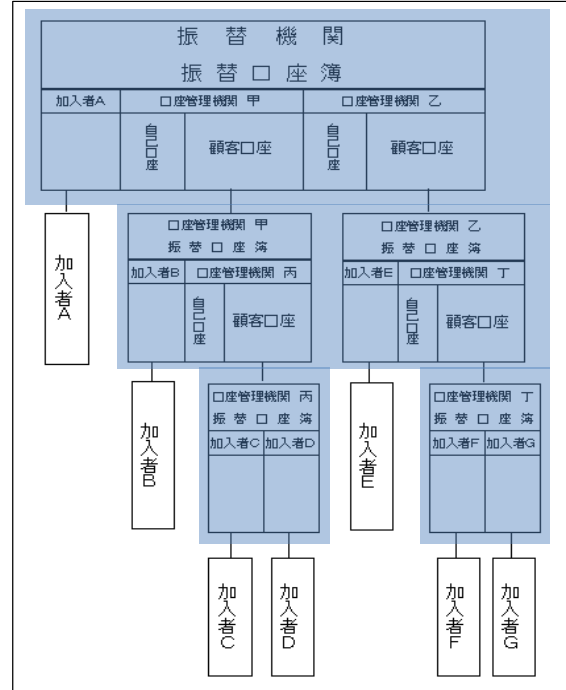 振替機関
振替口座簿
加入者A 口座管理機関 甲 口座管理機関 乙
自己口座 顧客口座 自己口座 顧客口座
口座管理機関 甲
振替口座簿
口座管理機関 乙
振替口座簿
加入者A
加入者B 口座管理機関 丙
加入者E 口座管理機関 丁
自己口座 顧客口座
自己口座 顧客口座
口座管理機関 丙
振替口座簿
口座管理機関 丁
振替口座簿
加入者B
加入者C 加入者D
加入者E
加入者F 加入者G
加入者C
加入者D
加入者F
加入者G